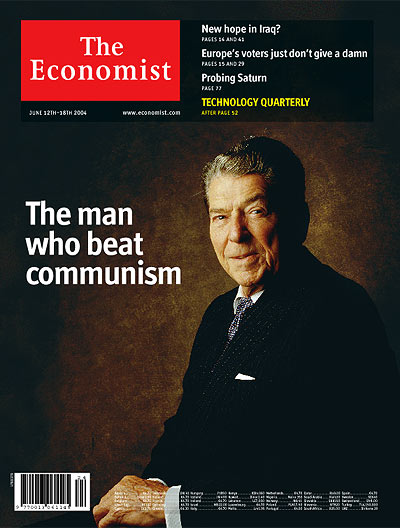 The
Economist
JUNE 12TH–18TH 2004
www.economist.com
New hope in Iraq?
PAGES 14 AND 41
Europe's voters just don't give a damn
PAGES 15 AND 29
Probing Saturn
PAGE 77
TECHNOLOGY QUARTERLY
AFTER PAGE 52
The man
who beat
communism
24